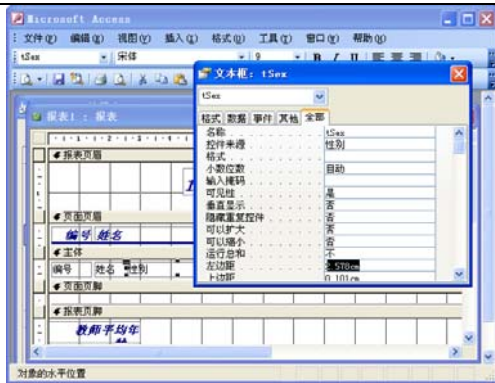 Microsoft Access
文件(F) 编辑(E) 视图(V) 插入(I) 格式(O) 工具(T) 窗口(W) 帮助(H)
tSex 宋体 9 B I U
文本框: tSex
tSex
格式 数据 事件 其他 全部
名称 tSex
控件来源 性别
格式
小数位数 自动
输入掩码
可见性 是
垂直显示 否
隐藏重复控件 否
可以扩大 否
可以缩小 否
运行总和 不
左边距 2.578cm
上边距 0.101cm
报表1 : 报表
报表页眉
页面页眉
编号 姓名
主体
编号 姓名 性别
页面页脚
报表页脚
教师平均年
对象的水平位置